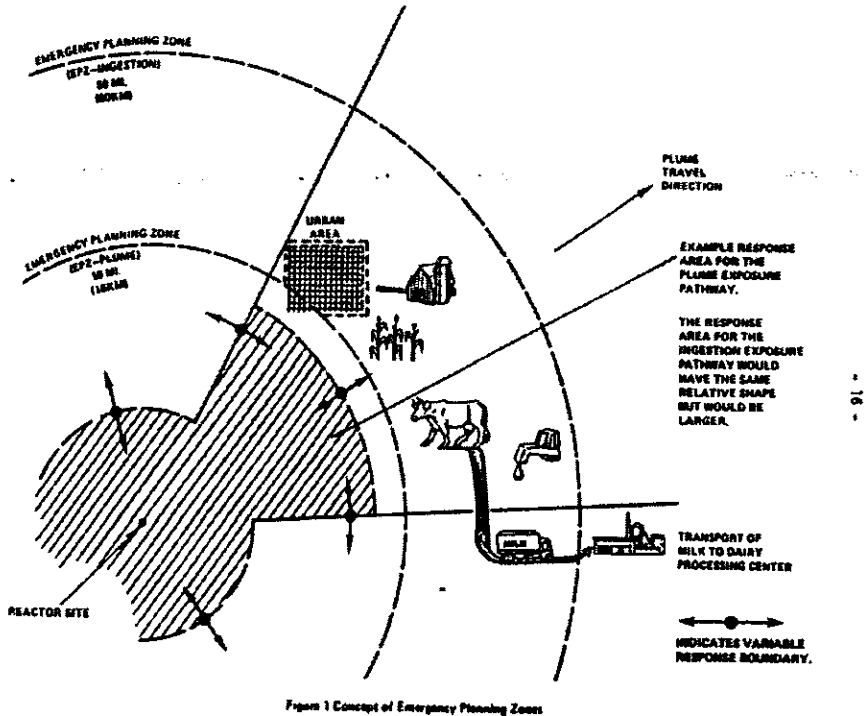 EMERGENCY PLANNING ZONE
(EPZ-INGESTION)
50 MI.
(80KM)
EMERGENCY PLANNING ZONE
(EPZ-PLUME)
10 MI.
(16KM)
URBAN
AREA
PLUME
TRAVEL
DIRECTION
EXAMPLE RESPONSE
AREA FOR THE
PLUME EXPOSURE
PATHWAY.
THE RESPONSE
AREA FOR THE
INGESTION EXPOSURE
PATHWAY WOULD
HAVE THE SAME
RELATIVE SHAPE
BUT WOULD BE
LARGER.
MILK
TRANSPORT OF
MILK TO DAIRY
PROCESSING CENTER
REACTOR SITE
INDICATES VARIABLE
RESPONSE BOUNDARY.
Figure 1 Concept of Emergency Planning Zones
- 16 -